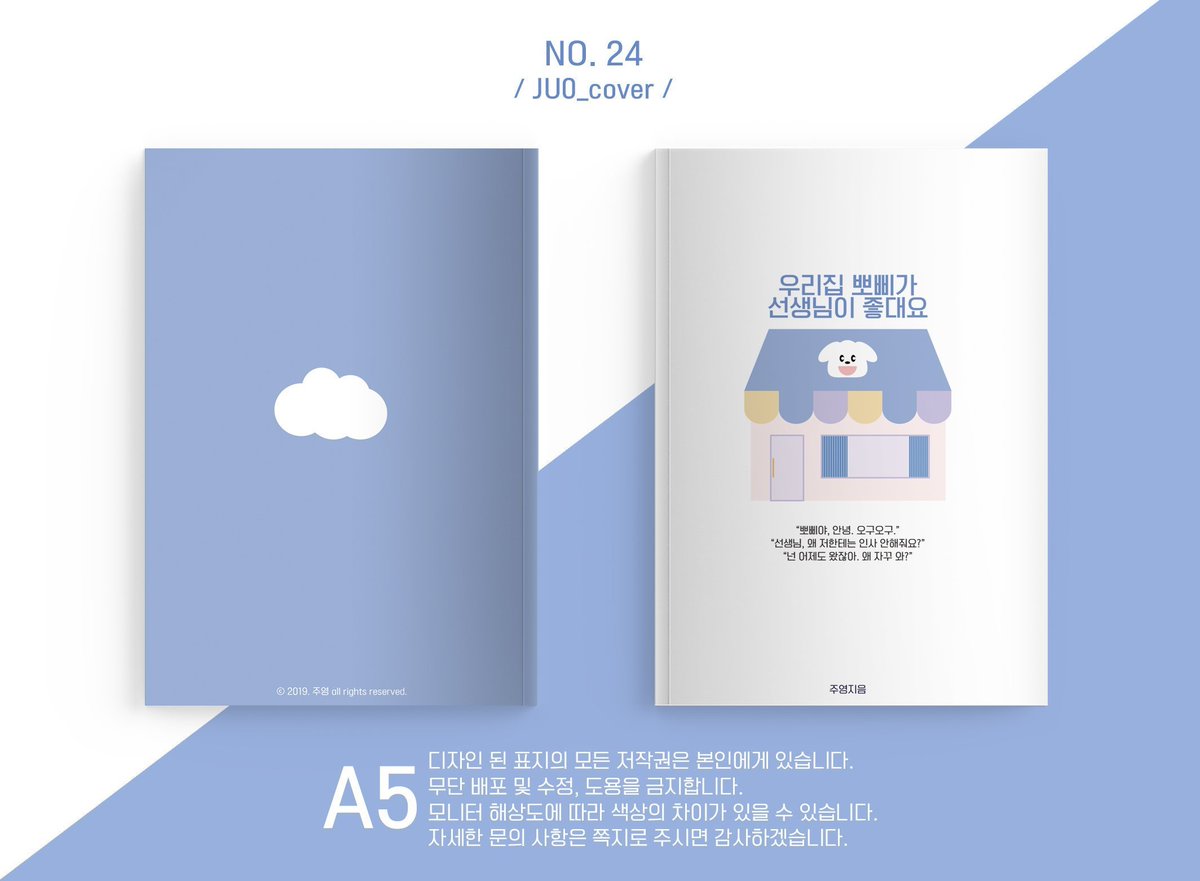 NO. 24
/ JUO_cover /
우리집 뽀삐가
선생님이 좋대요
“뽀삐야, 안녕. 오구오구.”
“선생님, 왜 저한테는 인사 안해줘요?”
“넌 어제도 왔잖아. 왜 자꾸 와?”
주영지음
© 2019. 주영 all rights reserved.
A5
디자인 된 표지의 모든 저작권은 본인에게 있습니다.
무단 배포 및 수정, 도용을 금지합니다.
모니터 해상도에 따라 색상의 차이가 있을 수 있습니다.
자세한 문의 사항은 쪽지로 주시면 감사하겠습니다.